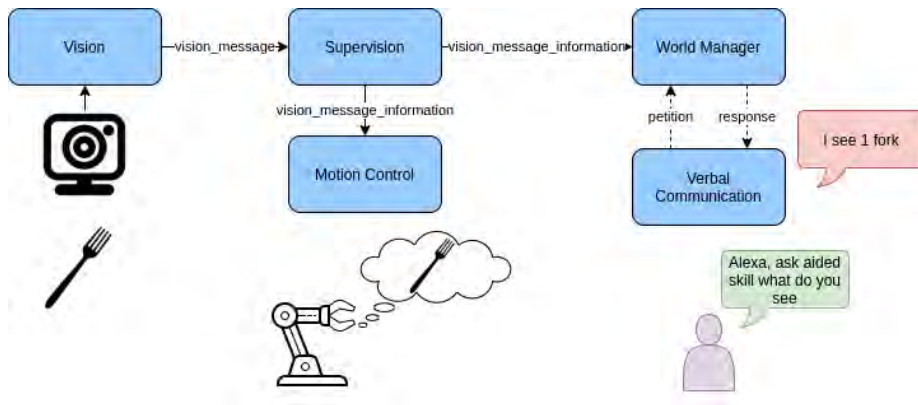 Vision
vision_message
Supervision
vision_message_information
World Manager
vision_message_information
petition
response
Motion Control
Verbal
Communication
I see 1 fork
Alexa, ask aided
skill what do you
see